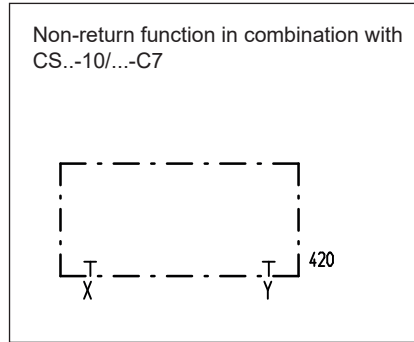 Non-return function in combination with
CS..-10/...-C7
420
X Y